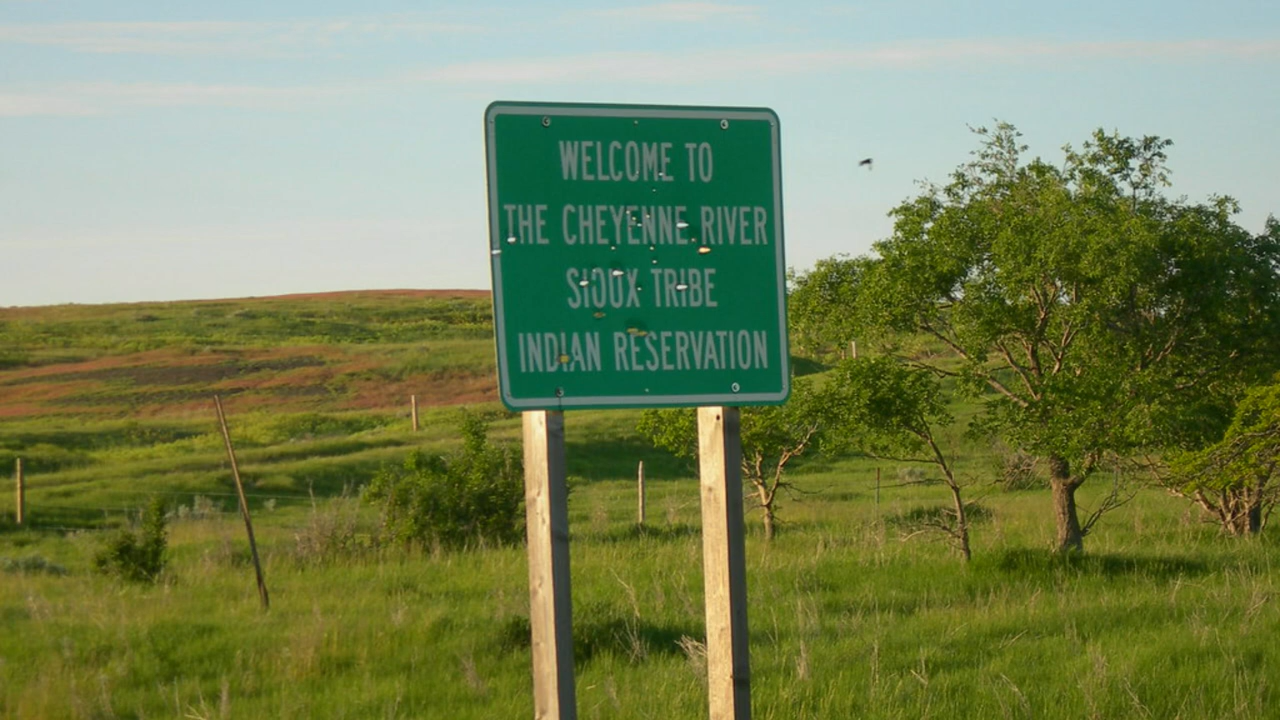 WELCOME TO
THE CHEYENNE RIVER
SIOUX TRIBE
INDIAN RESERVATION